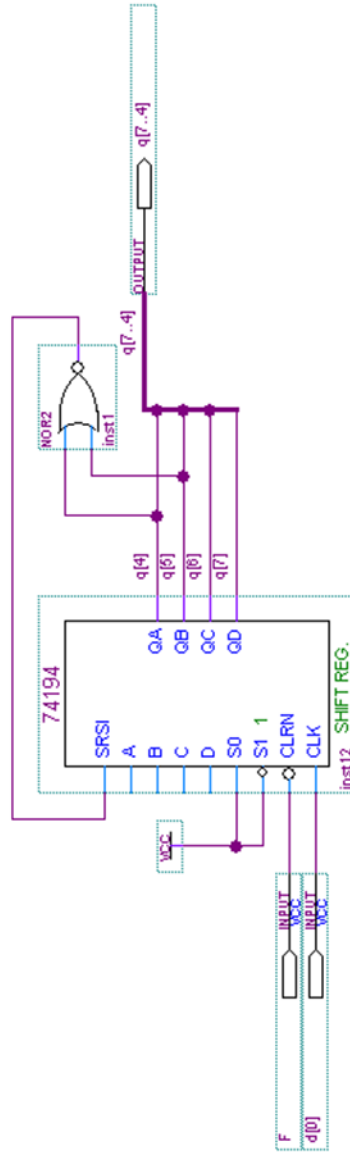 NOR2
inst1
74194
SRSI
A
B
C
D
S0
S1
1
CLRN
CLK
QA
QB
QC
QD
SHIFT REG.
inst12
VCC
F
INPUT
VCC
d[0]
INPUT
VCC
q[4]
q[5]
q[6]
q[7]
q[7..4]
OUTPUT
q[7..4]